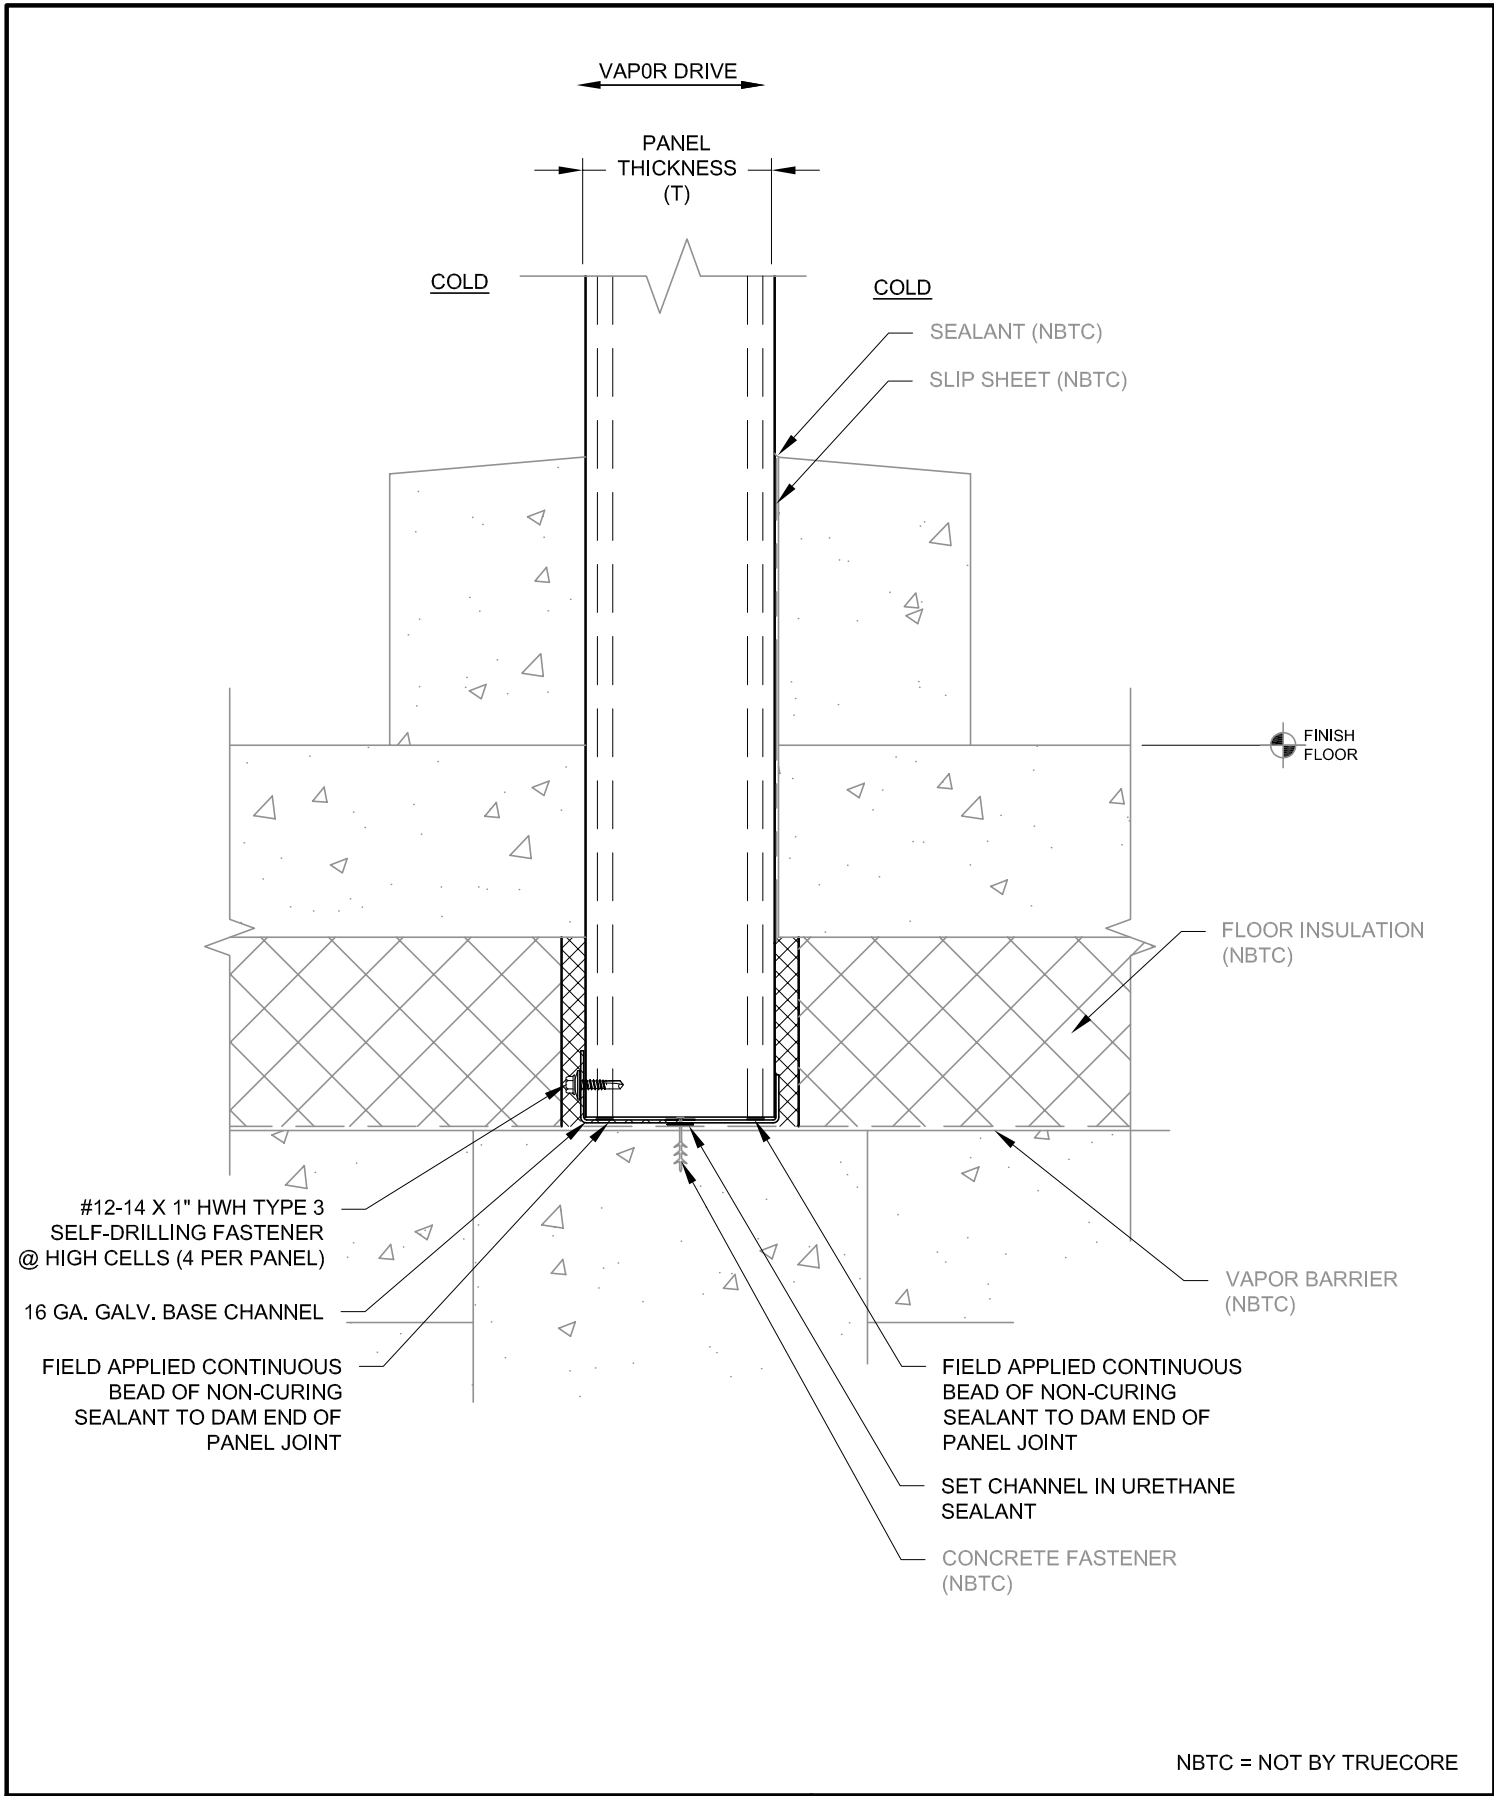 VAP0R DRIVE
PANEL
THICKNESS
(T)
COLD
COLD
SEALANT (NBTC)
SLIP SHEET (NBTC)
FINISH
FLOOR
FLOOR INSULATION
(NBTC)
#12-14 X 1" HWH TYPE 3
SELF-DRILLING FASTENER
@ HIGH CELLS (4 PER PANEL)
16 GA. GALV. BASE CHANNEL
FIELD APPLIED CONTINUOUS
BEAD OF NON-CURING
SEALANT TO DAM END OF
PANEL JOINT
VAPOR BARRIER
(NBTC)
FIELD APPLIED CONTINUOUS
BEAD OF NON-CURING
SEALANT TO DAM END OF
PANEL JOINT
SET CHANNEL IN URETHANE
SEALANT
CONCRETE FASTENER
(NBTC)
NBTC = NOT BY TRUECORE